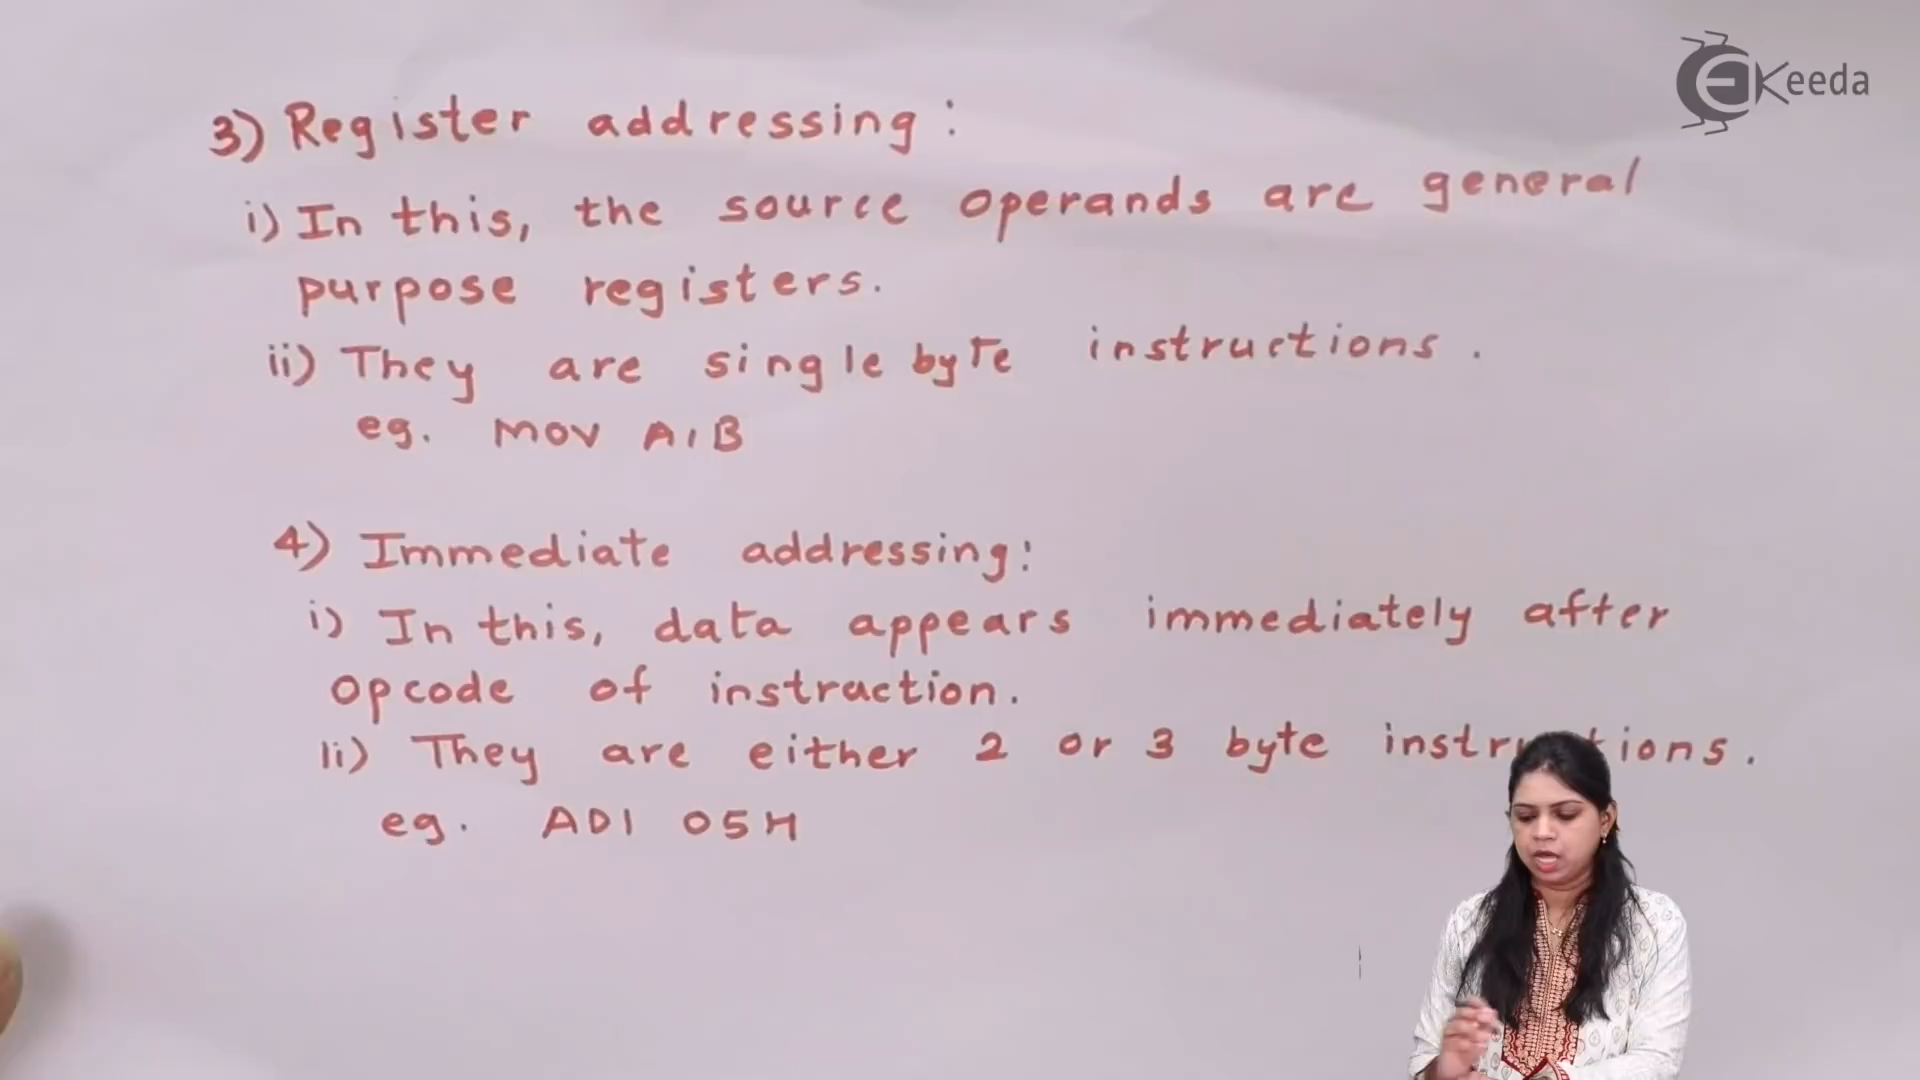 EKeeda
3) Register addressing:
i) In this, the source operands are general
purpose registers.
ii) They are single byte instructions.
eg. MOV A,B
4) Immediate addressing:
i) In this, data appears immediately after
opcode of instruction.
ii) They are either 2 or 3 byte instructions.
eg. ADI 05H